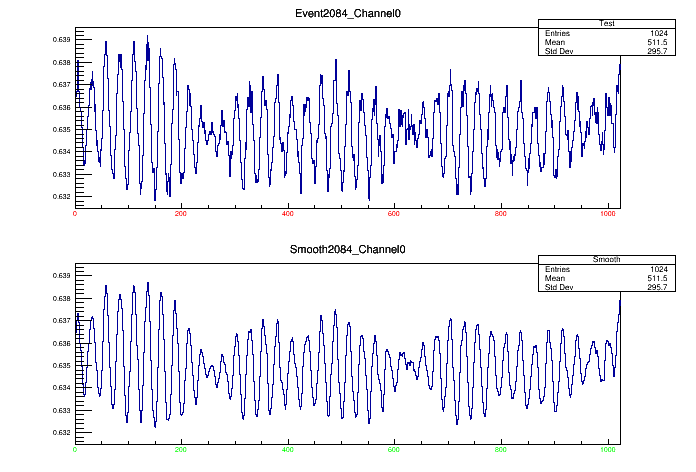 Event2084_Channel0
Test
Entries 1024
Mean 511.5
Std Dev 295.7
0.639
0.638
0.637
0.636
0.635
0.634
0.633
0.632
0 200 400 600 800 1000
Smooth2084_Channel0
Smooth
Entries 1024
Mean 511.5
Std Dev 295.7
0.639
0.638
0.637
0.636
0.635
0.634
0.633
0.632
0 200 400 600 800 1000